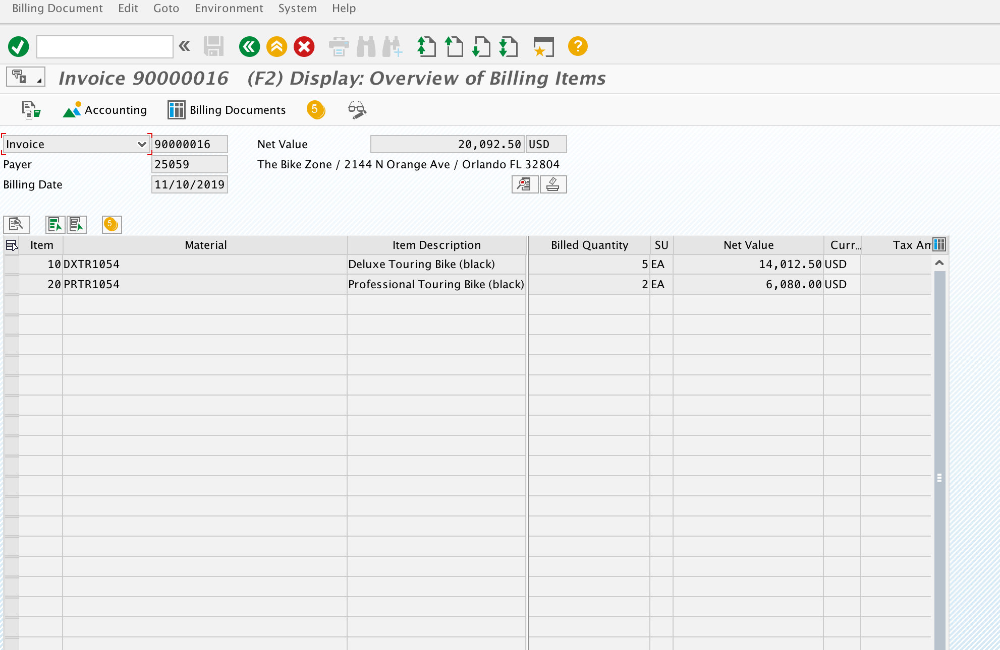 Billing Document Edit Goto Environment System Help
?
Invoice 90000016 (F2) Display: Overview of Billing Items
Accounting Billing Documents 5
Invoice 90000016 Net Value 20,092.50 USD
Payer 25059 The Bike Zone / 2144 N Orange Ave / Orlando FL 32804
Billing Date 11/10/2019
5
Item Material Item Description Billed Quantity SU Net Value Curr... Tax Am
10 DXTR1054 Deluxe Touring Bike (black) 5 EA 14,012.50 USD
20 PRTR1054 Professional Touring Bike (black) 2 EA 6,080.00 USD